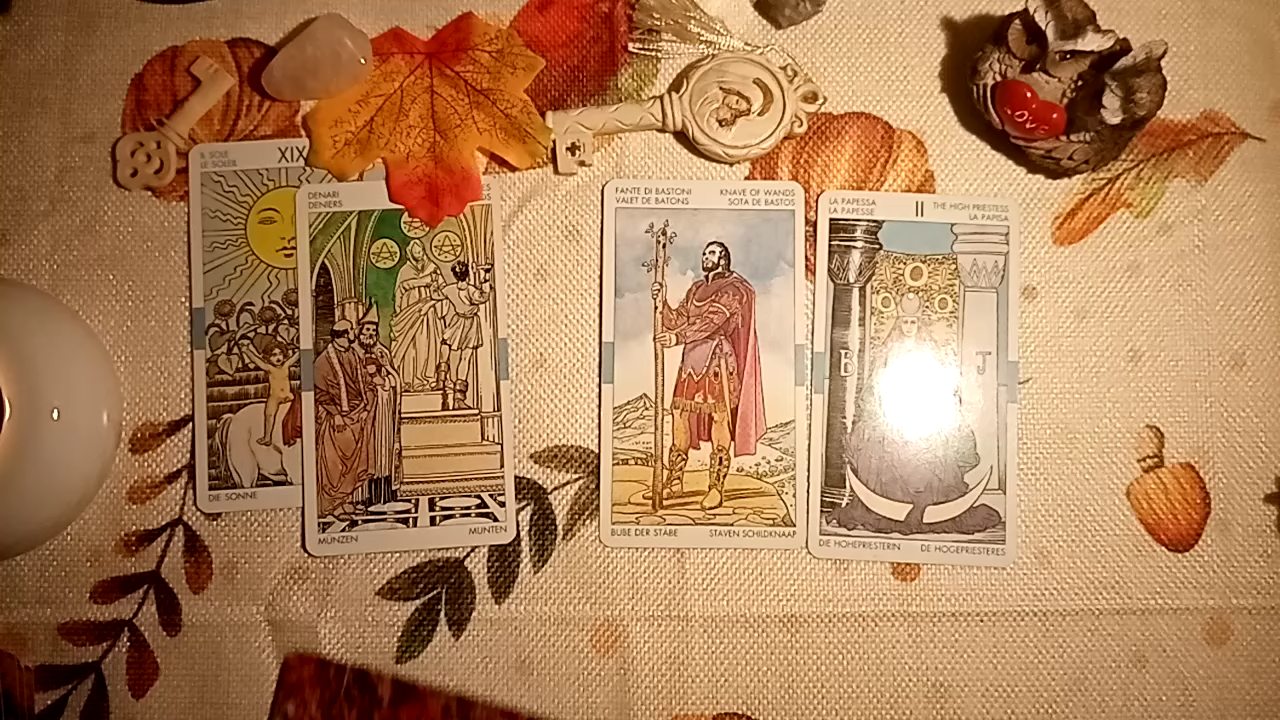 IL SOLE
LE SOLEIL
XIX
DIE SONNE
DENARI
DENIERS
MÜNZEN
MUNTEN
FANTE DI BASTONI
VALET DE BATONS
KNAVE OF WANDS
SOTA DE BASTOS
BUBE DER STÄBE
STAVEN SCHILDKNAAP
LA PAPESSA
LA PAPESSE
II
THE HIGH PRIESTESS
LA PAPISA
B
J
DIE HOHEPRIESTERIN
DE HOGEPRIESTERES
LOVE